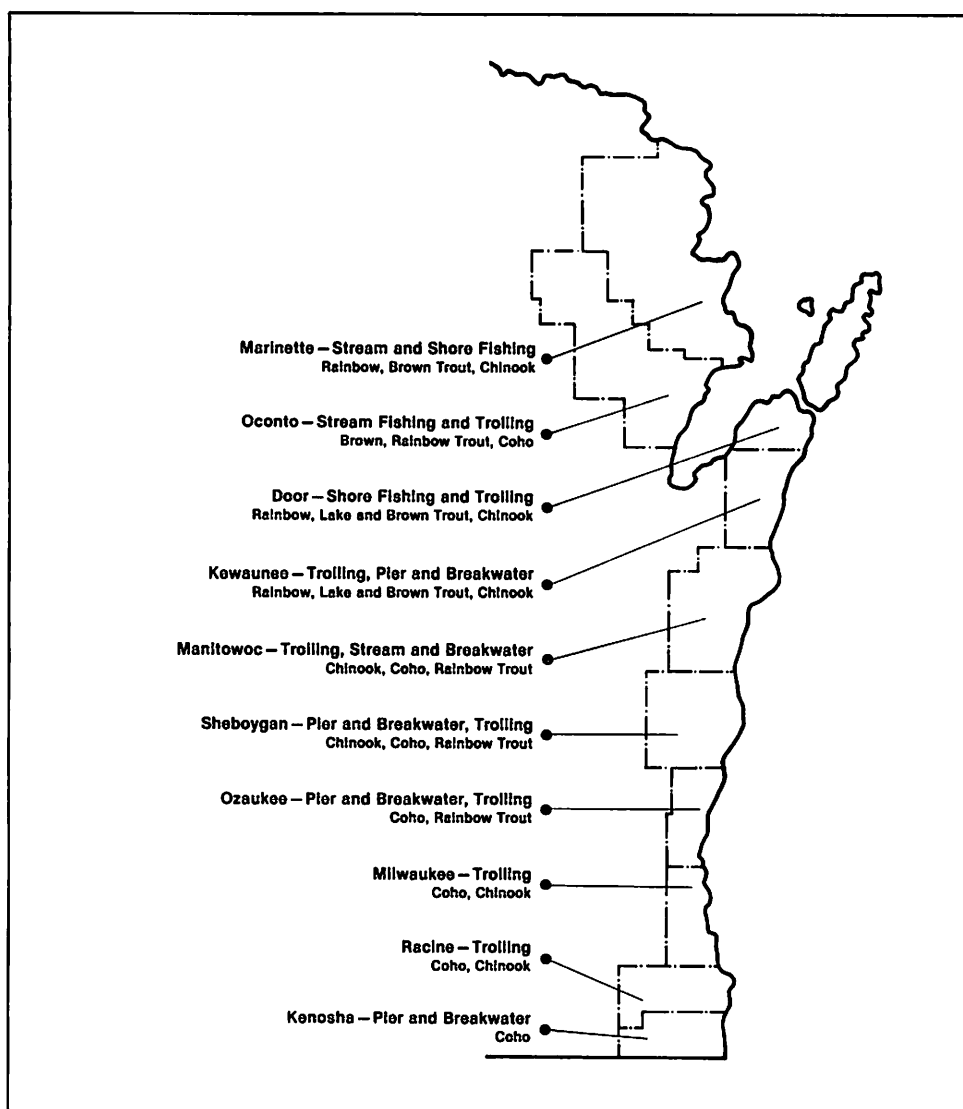 Marinette – Stream and Shore Fishing
Rainbow, Brown Trout, Chinook
Oconto – Stream Fishing and Trolling
Brown, Rainbow Trout, Coho
Door – Shore Fishing and Trolling
Rainbow, Lake and Brown Trout, Chinook
Kewaunee – Trolling, Pier and Breakwater
Rainbow, Lake and Brown Trout, Chinook
Manitowoc – Trolling, Stream and Breakwater
Chinook, Coho, Rainbow Trout
Sheboygan – Pier and Breakwater, Trolling
Chinook, Coho, Rainbow Trout
Ozaukee – Pier and Breakwater, Trolling
Coho, Rainbow Trout
Milwaukee – Trolling
Coho, Chinook
Racine – Trolling
Coho, Chinook
Kenosha – Pier and Breakwater
Coho